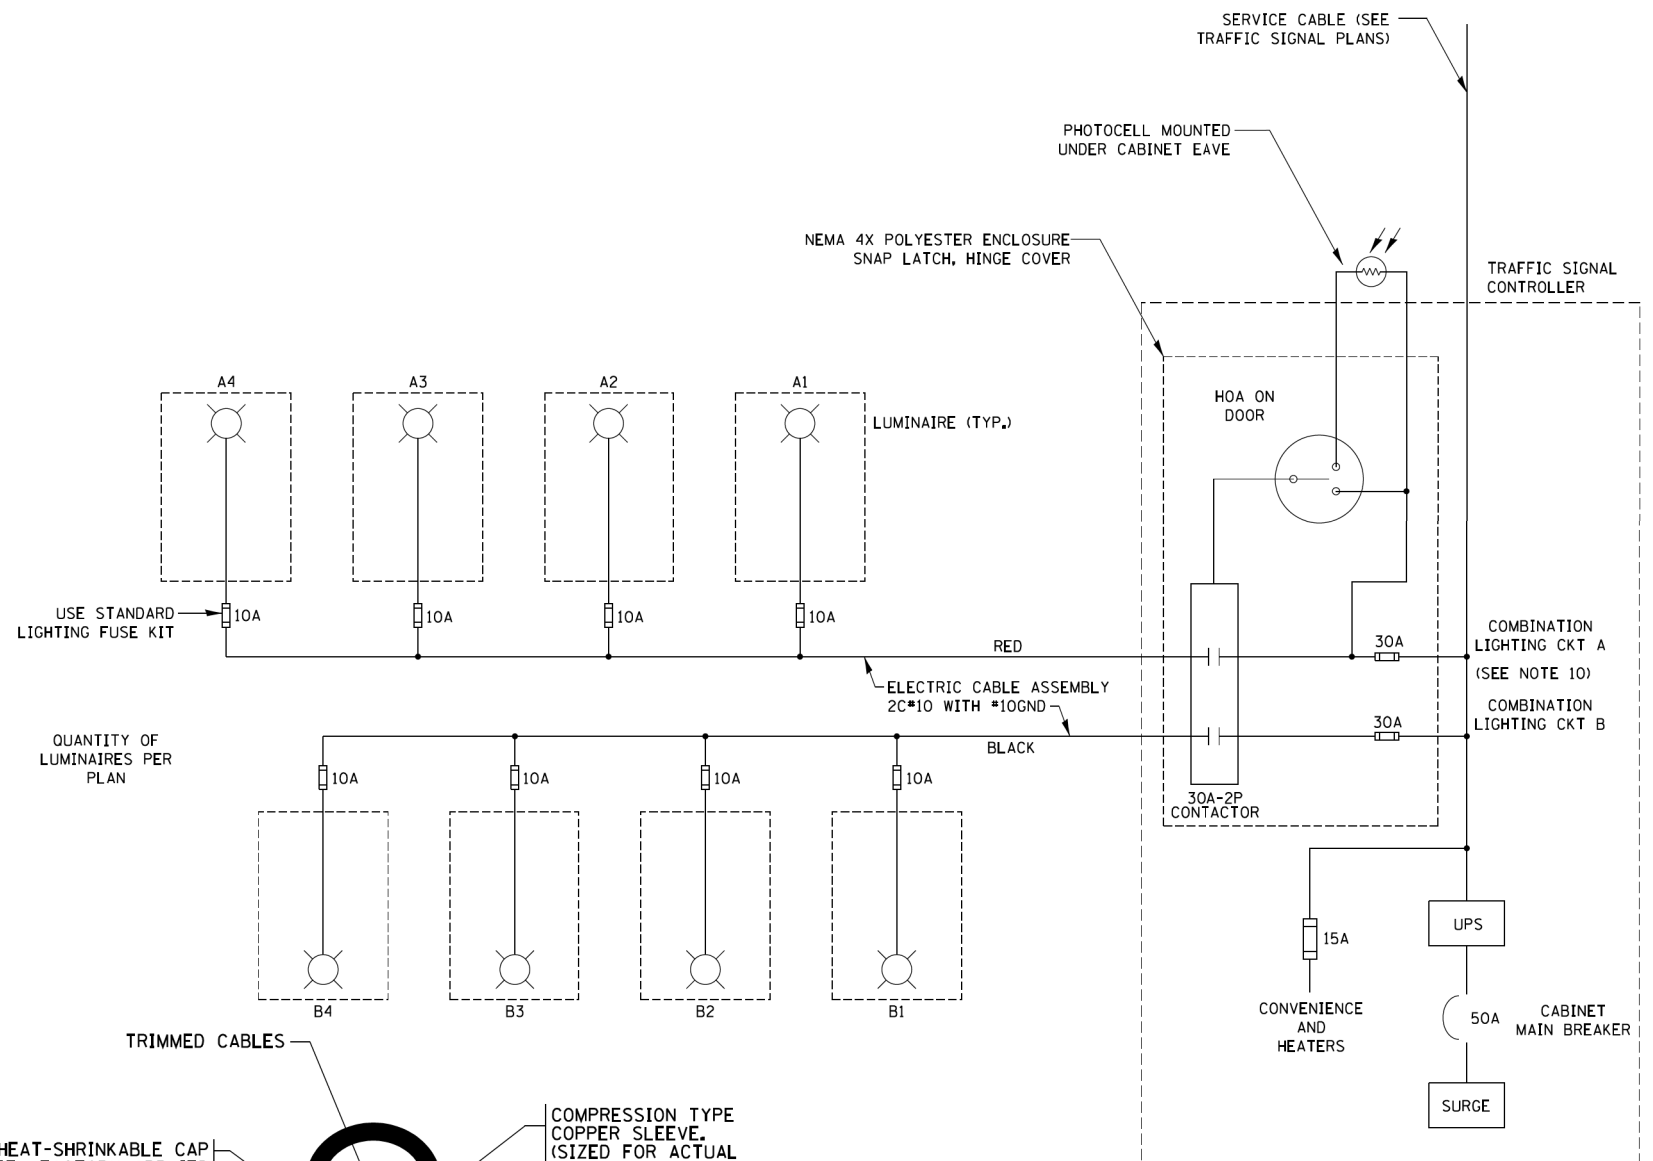 SERVICE CABLE (SEE
TRAFFIC SIGNAL PLANS)
PHOTOCELL MOUNTED
UNDER CABINET EAVE
NEMA 4X POLYESTER ENCLOSURE
SNAP LATCH, HINGE COVER
TRAFFIC SIGNAL
CONTROLLER
HOA ON
DOOR
A4
A3
A2
A1
LUMINAIRE (TYP.)
USE STANDARD
LIGHTING FUSE KIT
10A
10A
10A
10A
RED
30A
COMBINATION
LIGHTING CKT A
(SEE NOTE 10)
ELECTRIC CABLE ASSEMBLY
2C#10 WITH #10GND
COMBINATION
LIGHTING CKT B
30A
BLACK
QUANTITY OF
LUMINAIRES PER
PLAN
10A
10A
10A
10A
30A-2P
CONTACTOR
B4
B3
B2
B1
UPS
15A
CONVENIENCE
AND
HEATERS
50A
CABINET
MAIN BREAKER
SURGE
TRIMMED CABLES
COMPRESSION TYPE
COPPER SLEEVE.
(SIZED FOR ACTUAL
HEAT-SHRINKABLE CAP